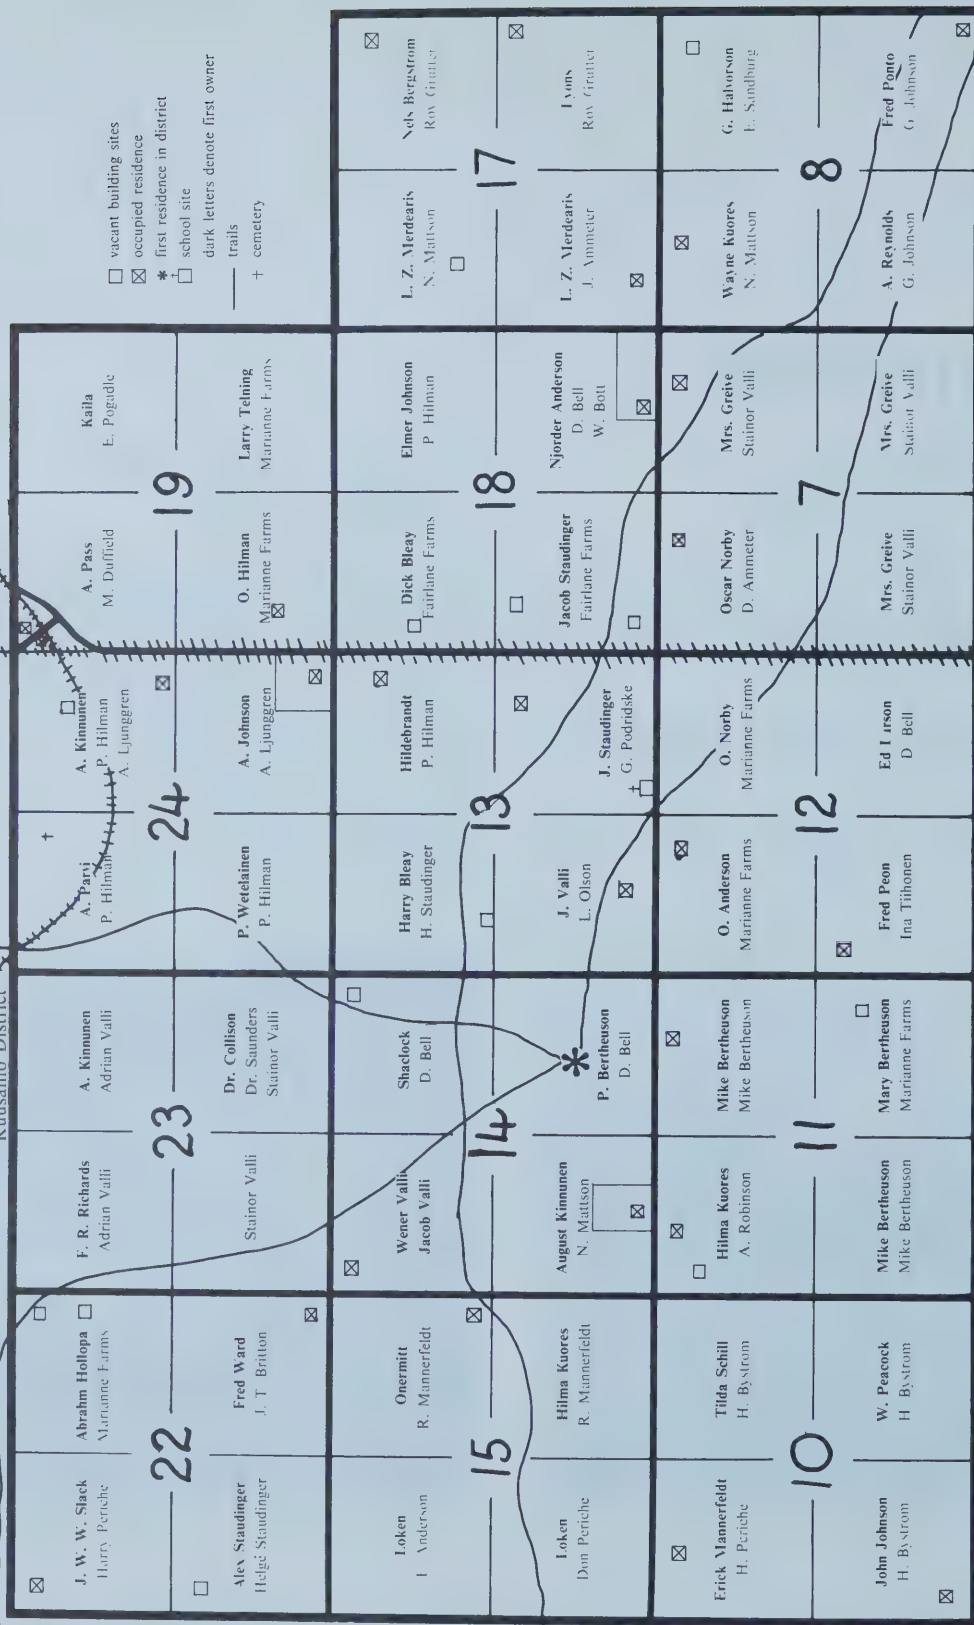 Kuusamo District
vacant building sites
occupied residence
first residence in district
school site
dark letters denote first owner
trails
cemetery
J. W. W. Slack
Harry Periche
Abrahm Hollopa
Marianne Farms
22
Alex Staudinger
Helge Staudinger
Fred Ward
J. T. Britton
F. R. Richards
Adrian Valli
A. Kinnunen
Adrian Valli
23
Stainor Valli
Dr. Collison
Dr. Saunders
Stainor Valli
A. Parvi
P. Hilman
A. Kinnunen
P. Hilman
A. Ljunggren
24
P. Wetelainen
P. Hilman
A. Johnson
A. Ljunggren
A. Pass
M. Duffield
Kaila
E. Pogadle
19
O. Hilman
Marianne Farms
Larry Telning
Marianne Farms
Loken
Anderson
Onermitt
R. Mannerfeldt
15
Loken
Don Periche
Hilma Kuores
R. Mannerfeldt
Wener Valli
Jacob Valli
Shaclock
D. Bell
14
August Kinnunen
N. Mattson
P. Bertheuson
D. Bell
Harry Bleay
H. Staudinger
Hildebrandt
P. Hilman
13
J. Valli
L. Olson
J. Staudinger
G. Podridske
Dick Bleay
Fairlane Farms
Elmer Johnson
P Hilman
18
Jacob Staudinger
Fairlane Farms
Njorder Anderson
D. Bell
W. Bott
L. Z. Merdearis
N. Mattson
Nels Bergstrom
Roy Grutter
17
L. Z. Merdearis
J. Ammeter
Lyons
Roy Grutter
Erick Mannerfeldt
H. Periche
Tilda Schill
H. Bystrom
10
John Johnson
H. Bystrom
W. Peacock
H Bystrom
Hilma Kuores
A. Robinson
Mike Bertheuson
Mike Bertheuson
11
Mike Bertheuson
Mike Bertheuson
Mary Bertheuson
Marianne Farms
O. Anderson
Marianne Farms
O. Norby
Marianne Farms
12
Fred Peon
Ina Tiihonen
Ed Larson
D Bell
Oscar Norby
D. Ammeter
Mrs. Greive
Stainor Valli
7
Mrs. Greive
Stainor Valli
Mrs. Greive
Stainor Valli
Wayne Kuores
N. Mattson
G. Halvorson
E. Sandburg
8
A. Reynolds
G. Johnson
Fred Ponto
G Johnson